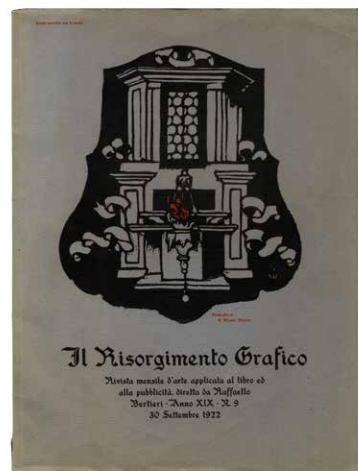 Il Risorgimento Grafico
Rivista mensile d'arte applicata al libro ed
alla pubblicità, diretta da Raffaello
Bertieri - Anno XIX - N. 9
30 Settembre 1922